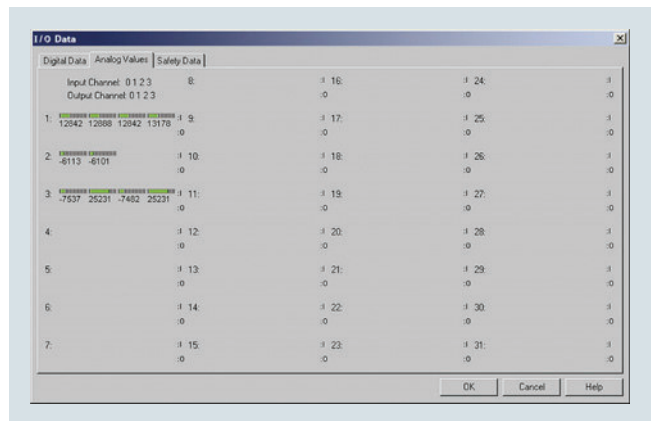 I/O Data
Digital Data Analog Values Safety Data
Input Channel: 0 1 2 3 8: :I 16: :I 24: :I
Output Channel: 0 1 2 3 :O :O :O
1: 12842 12888 12842 13178 :I 9: :I 17: :I 25: :I
:O :O :O :O
2: -6113 -6101 :I 10: :I 18: :I 26: :I
:O :O :O :O
3: -7537 25231 -7482 25231 :I 11: :I 19: :I 27: :I
:O :O :O :O
4: :I 12: :I 20: :I 28: :I
:O :O :O :O
5: :I 13: :I 21: :I 29: :I
:O :O :O :O
6: :I 14: :I 22: :I 30: :I
:O :O :O :O
7: :I 15: :I 23: :I 31: :I
:O :O :O :O
OK Cancel Help